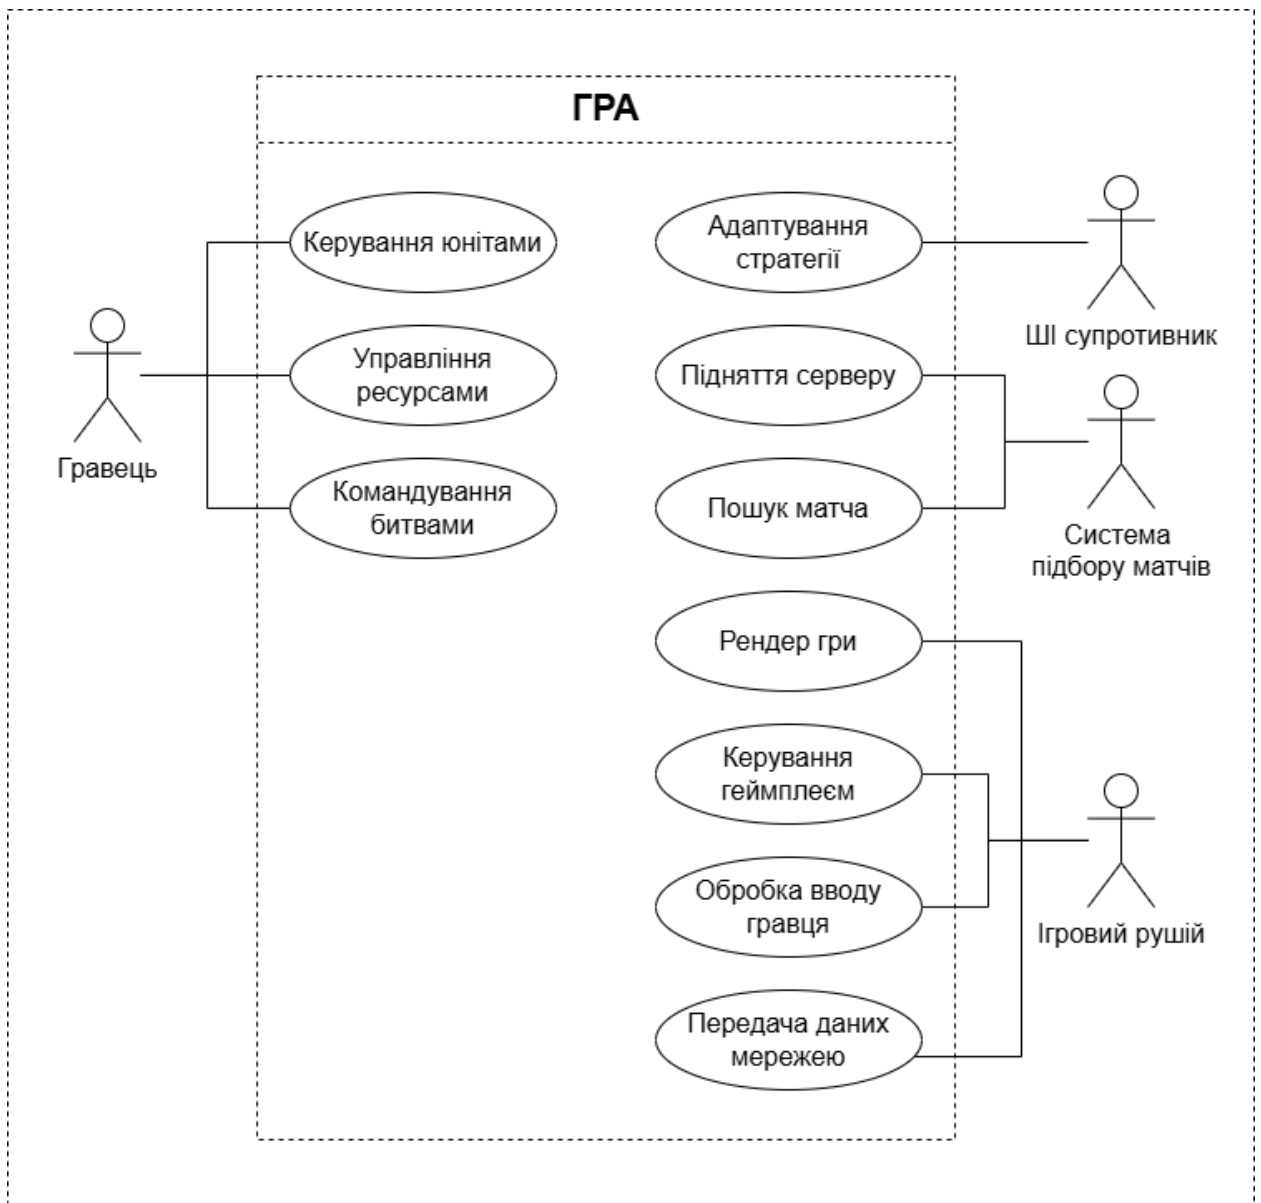 ГРА
Керування юнітами
Управління
ресурсами
Командування
битвами
Гравець
Адаптування
стратегії
Підняття серверу
Пошук матча
Рендер гри
Керування
геймплеєм
Обробка вводу
гравця
Передача даних
мережею
ШІ супротивник
Система
підбору матчів
Ігровий рушій